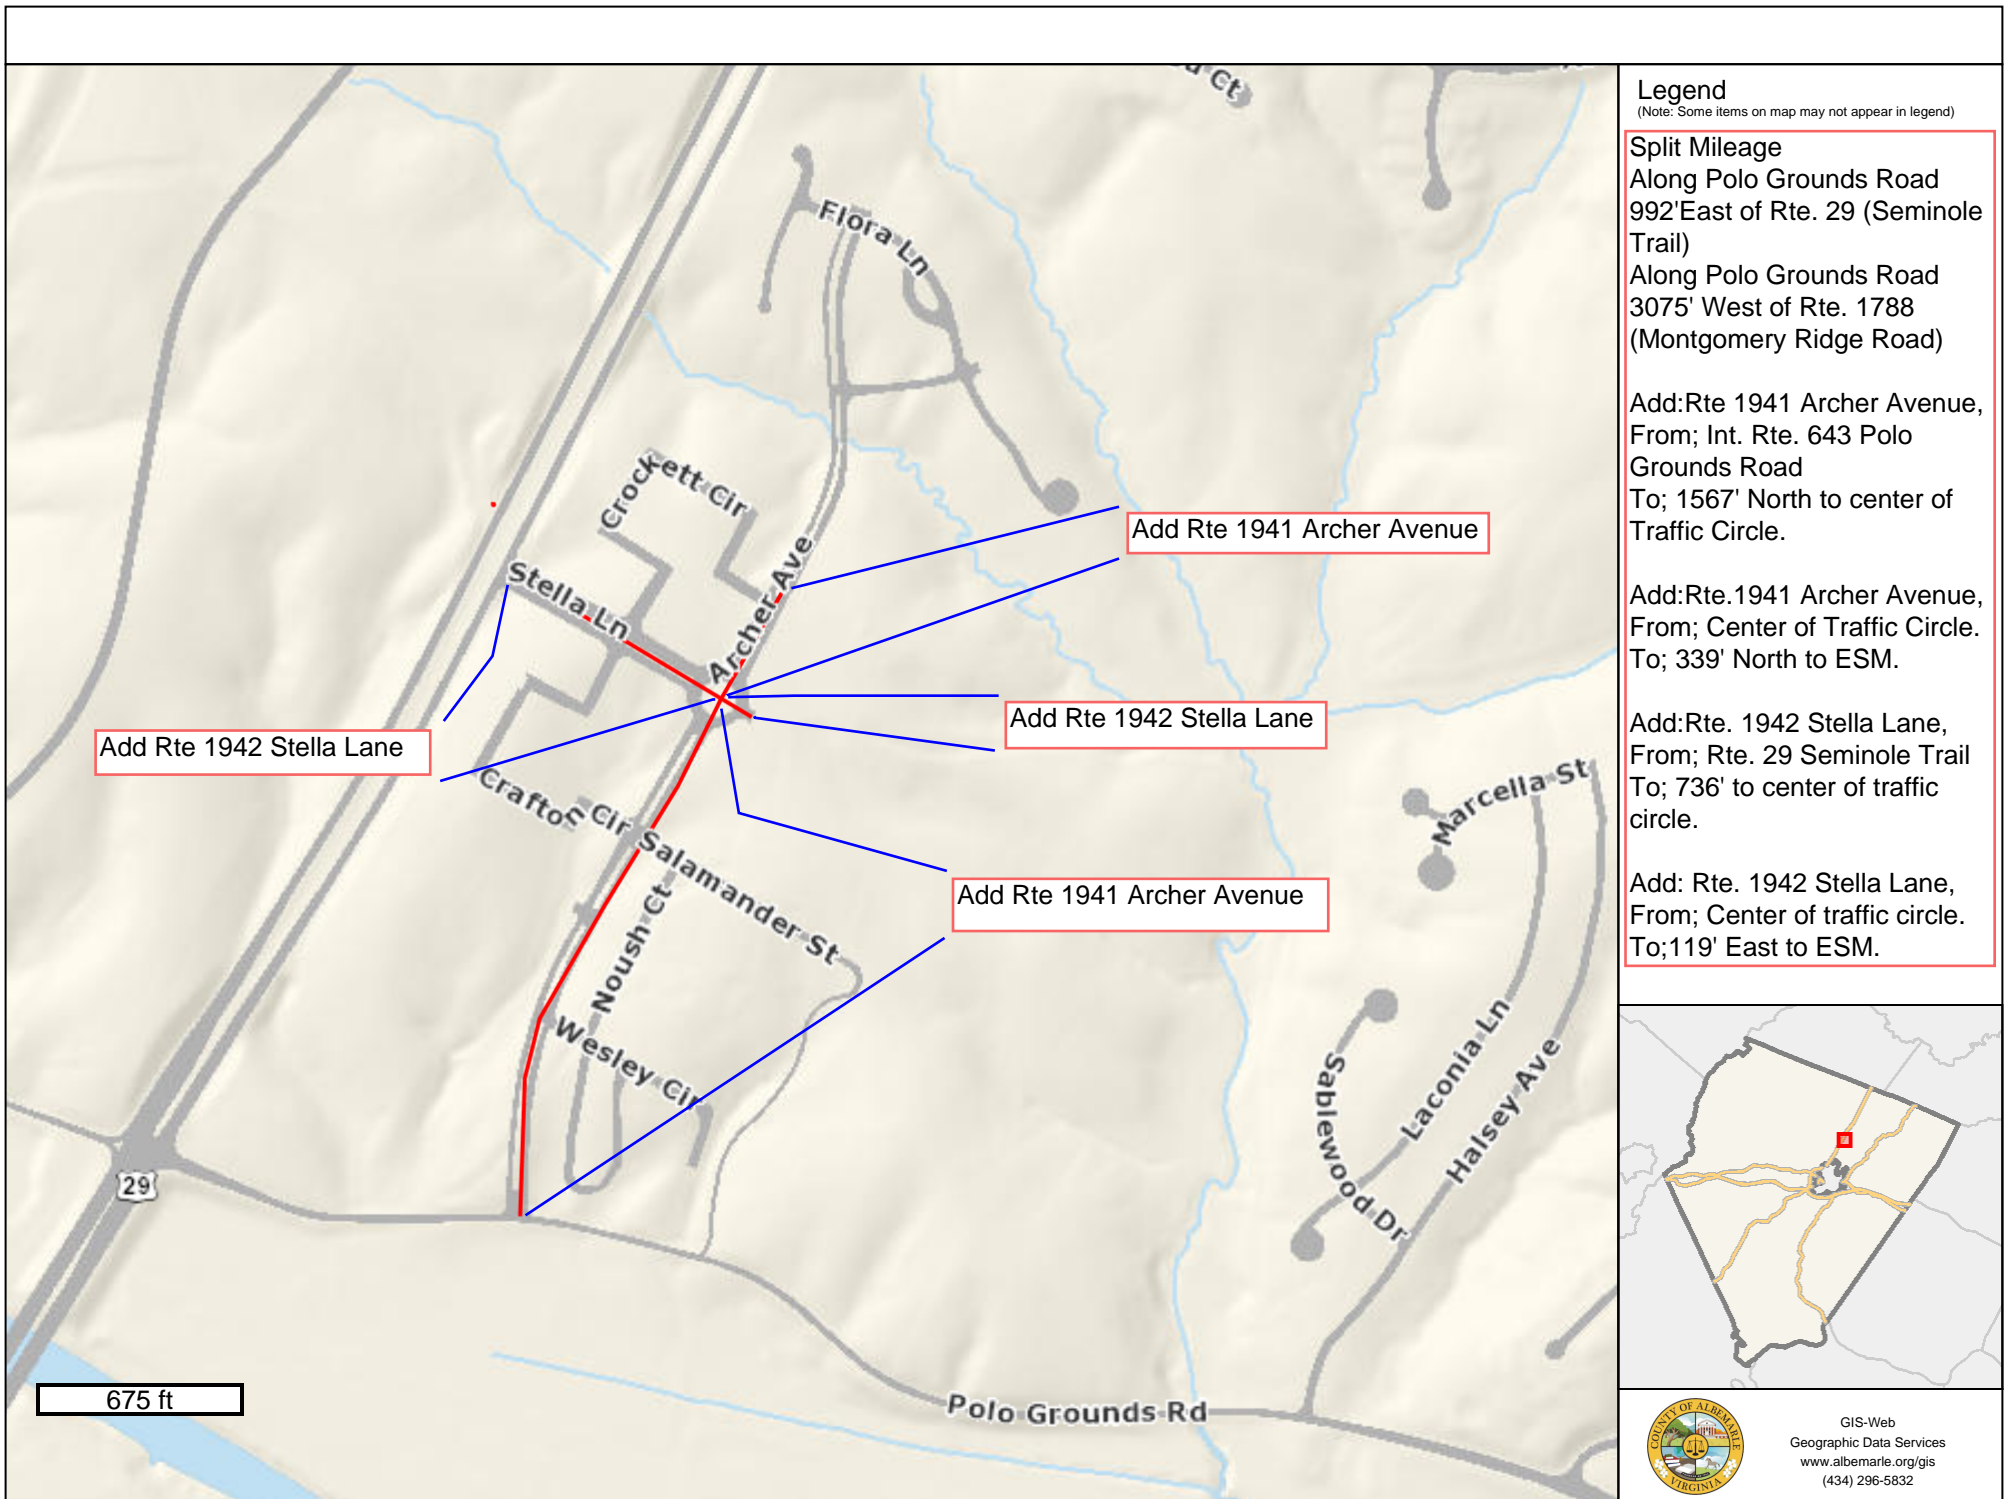 Legend
(Note: Some items on map may not appear in legend)
Split Mileage
Along Polo Grounds Road
992'East of Rte. 29 (Seminole
Trail)
Along Polo Grounds Road
3075' West of Rte. 1788
(Montgomery Ridge Road)
Add:Rte 1941 Archer Avenue,
From; Int. Rte. 643 Polo
Grounds Road
To; 1567' North to center of
Traffic Circle.
Add:Rte.1941 Archer Avenue,
From; Center of Traffic Circle.
To; 339' North to ESM.
Add:Rte. 1942 Stella Lane,
From; Rte. 29 Seminole Trail
To; 736' to center of traffic
circle.
Add: Rte. 1942 Stella Lane,
From; Center of traffic circle.
To;119' East to ESM.
Ct
Flora Ln
Crockett Cir
Archer Ave
Stella Ln
Add Rte 1941 Archer Avenue
Add Rte 1942 Stella Lane
Add Rte 1942 Stella Lane
Crafton Cir
Salamander St
Add Rte 1941 Archer Avenue
Noush Ct
Wesley Cir
Marcella St
Laconia Ln
Halsey Ave
Sablewood Dr
29
Polo Grounds Rd
675 ft
COUNTY OF ALBEMARLE
VIRGINIA
GIS-Web
Geographic Data Services
www.albemarle.org/gis
(434) 296-5832